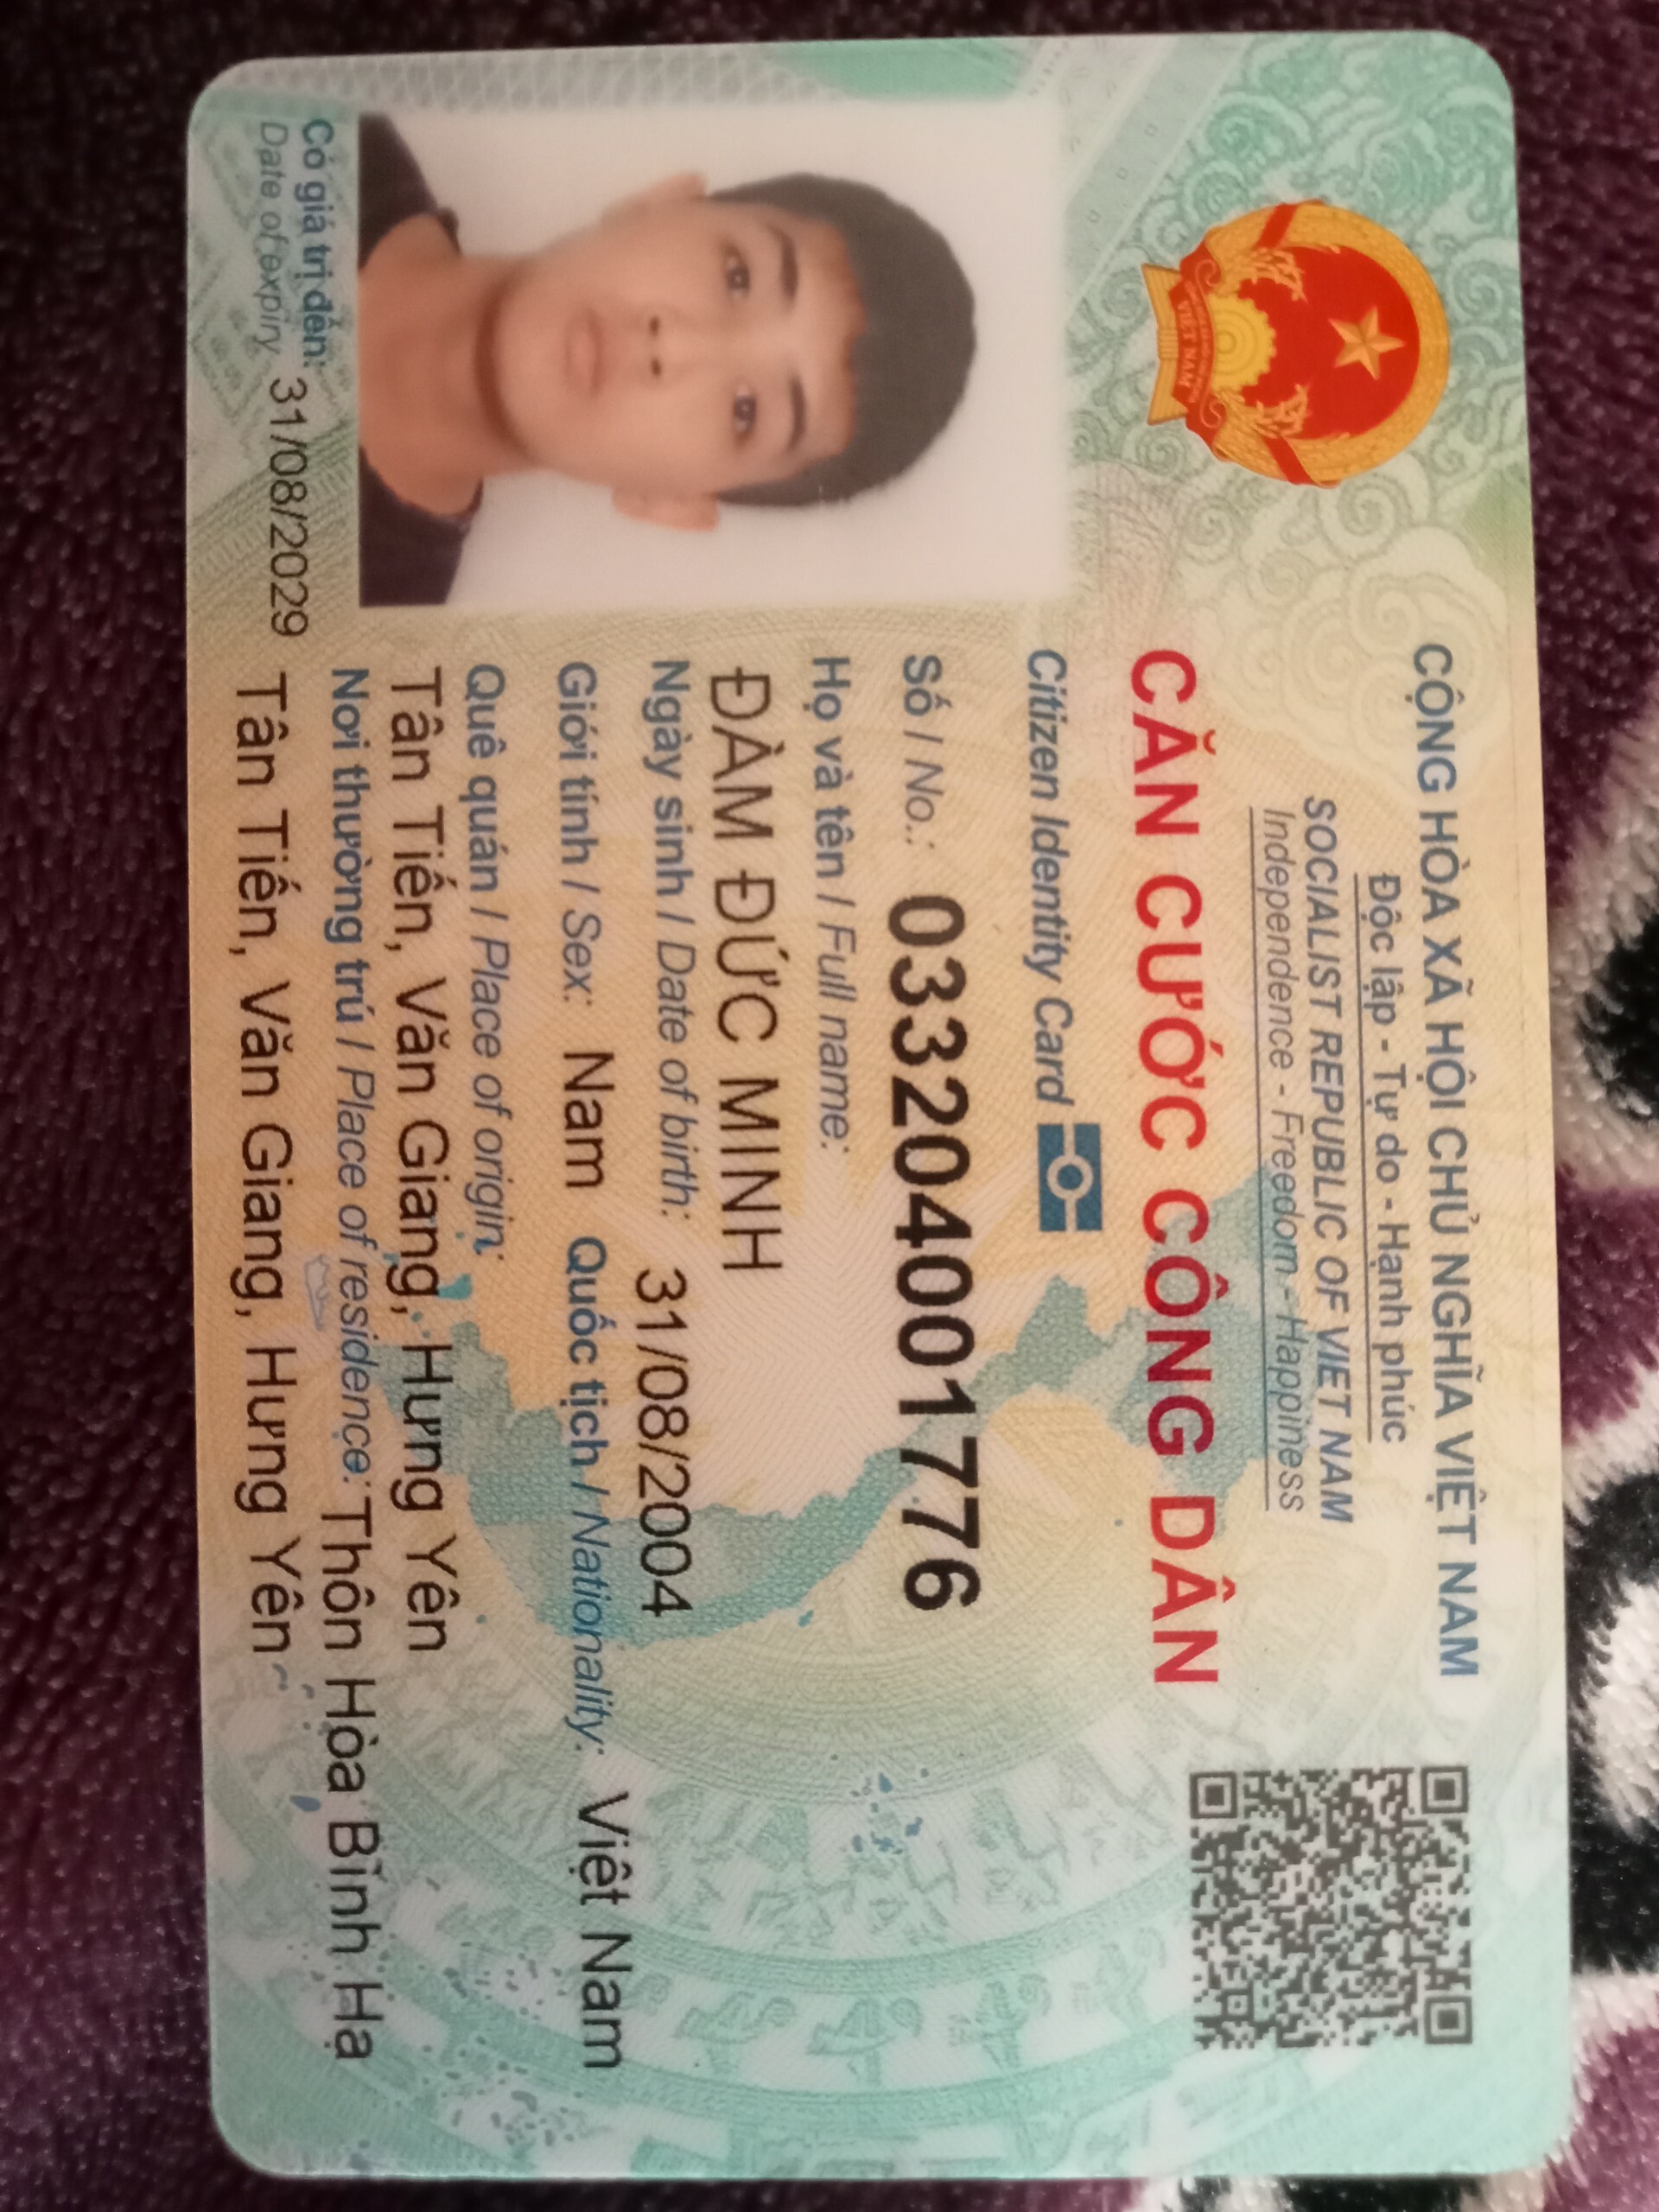 CỘNG HÒA XÃ HỘI CHỦ NGHĨA VIỆT NAM
Độc lập - Tự do - Hạnh phúc
SOCIALIST REPUBLIC OF VIET NAM
Independence - Freedom - Happiness
VIỆT NAM
CĂN CƯỚC CÔNG DÂN
Citizen Identity Card
Số / No.: 033204001776
Họ và tên / Full name:
ĐÀM ĐỨC MINH
Ngày sinh / Date of birth: 31/08/2004
Giới tính / Sex: Nam Quốc tịch / Nationality: Việt Nam
Quê quán / Place of origin:
Tân Tiến, Văn Giang, Hưng Yên
Nơi thường trú / Place of residence: Thôn Hòa Bình Hạ
Tân Tiến, Văn Giang, Hưng Yên
Có giá trị đến: 31/08/2029
Date of expiry